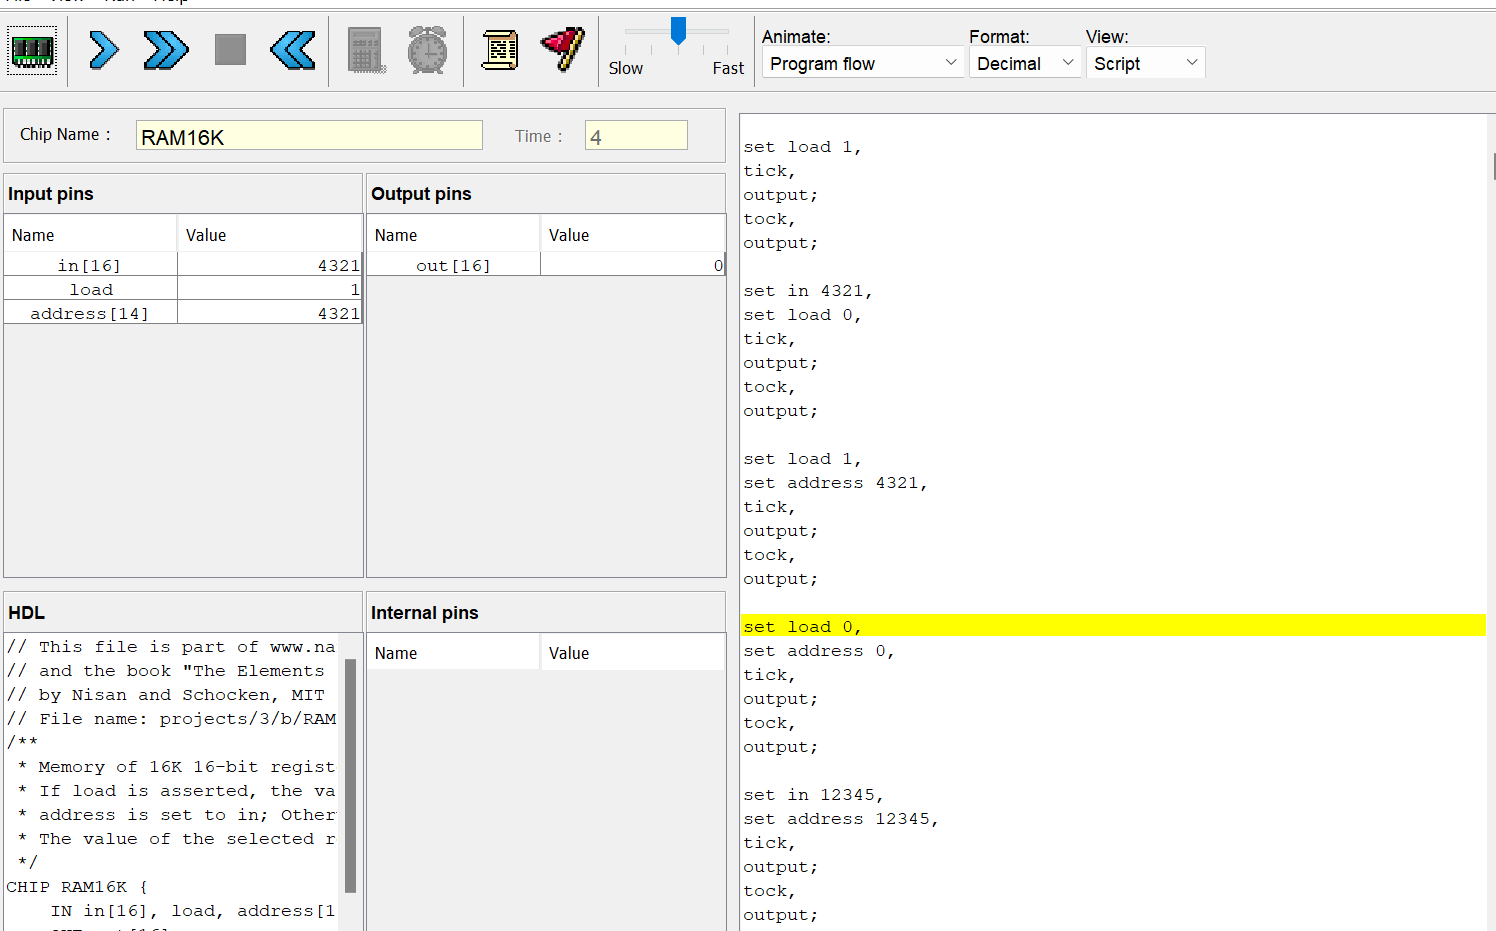 Slow
Fast
Animate:
Program flow
Format:
Decimal
View:
Script
Chip Name :
RAM16K
Time :
4
Input pins
Name
Value
in[16]
4321
load
1
address[14]
4321
Output pins
Name
Value
out[16]
0
HDL
// This file is part of www.na
// and the book "The Elements
// by Nisan and Schocken, MIT
// File name: projects/3/b/RAM
/**
* Memory of 16K 16-bit regist
* If load is asserted, the va
* address is set to in; Other
* The value of the selected r
*/
CHIP RAM16K {
IN in[16], load, address[1
Internal pins
Name
Value
set load 1,
tick,
output;
tock,
output;
set in 4321,
set load 0,
tick,
output;
tock,
output;
set load 1,
set address 4321,
tick,
output;
tock,
output;
set load 0,
set address 0,
tick,
output;
tock,
output;
set in 12345,
set address 12345,
tick,
output;
tock,
output;